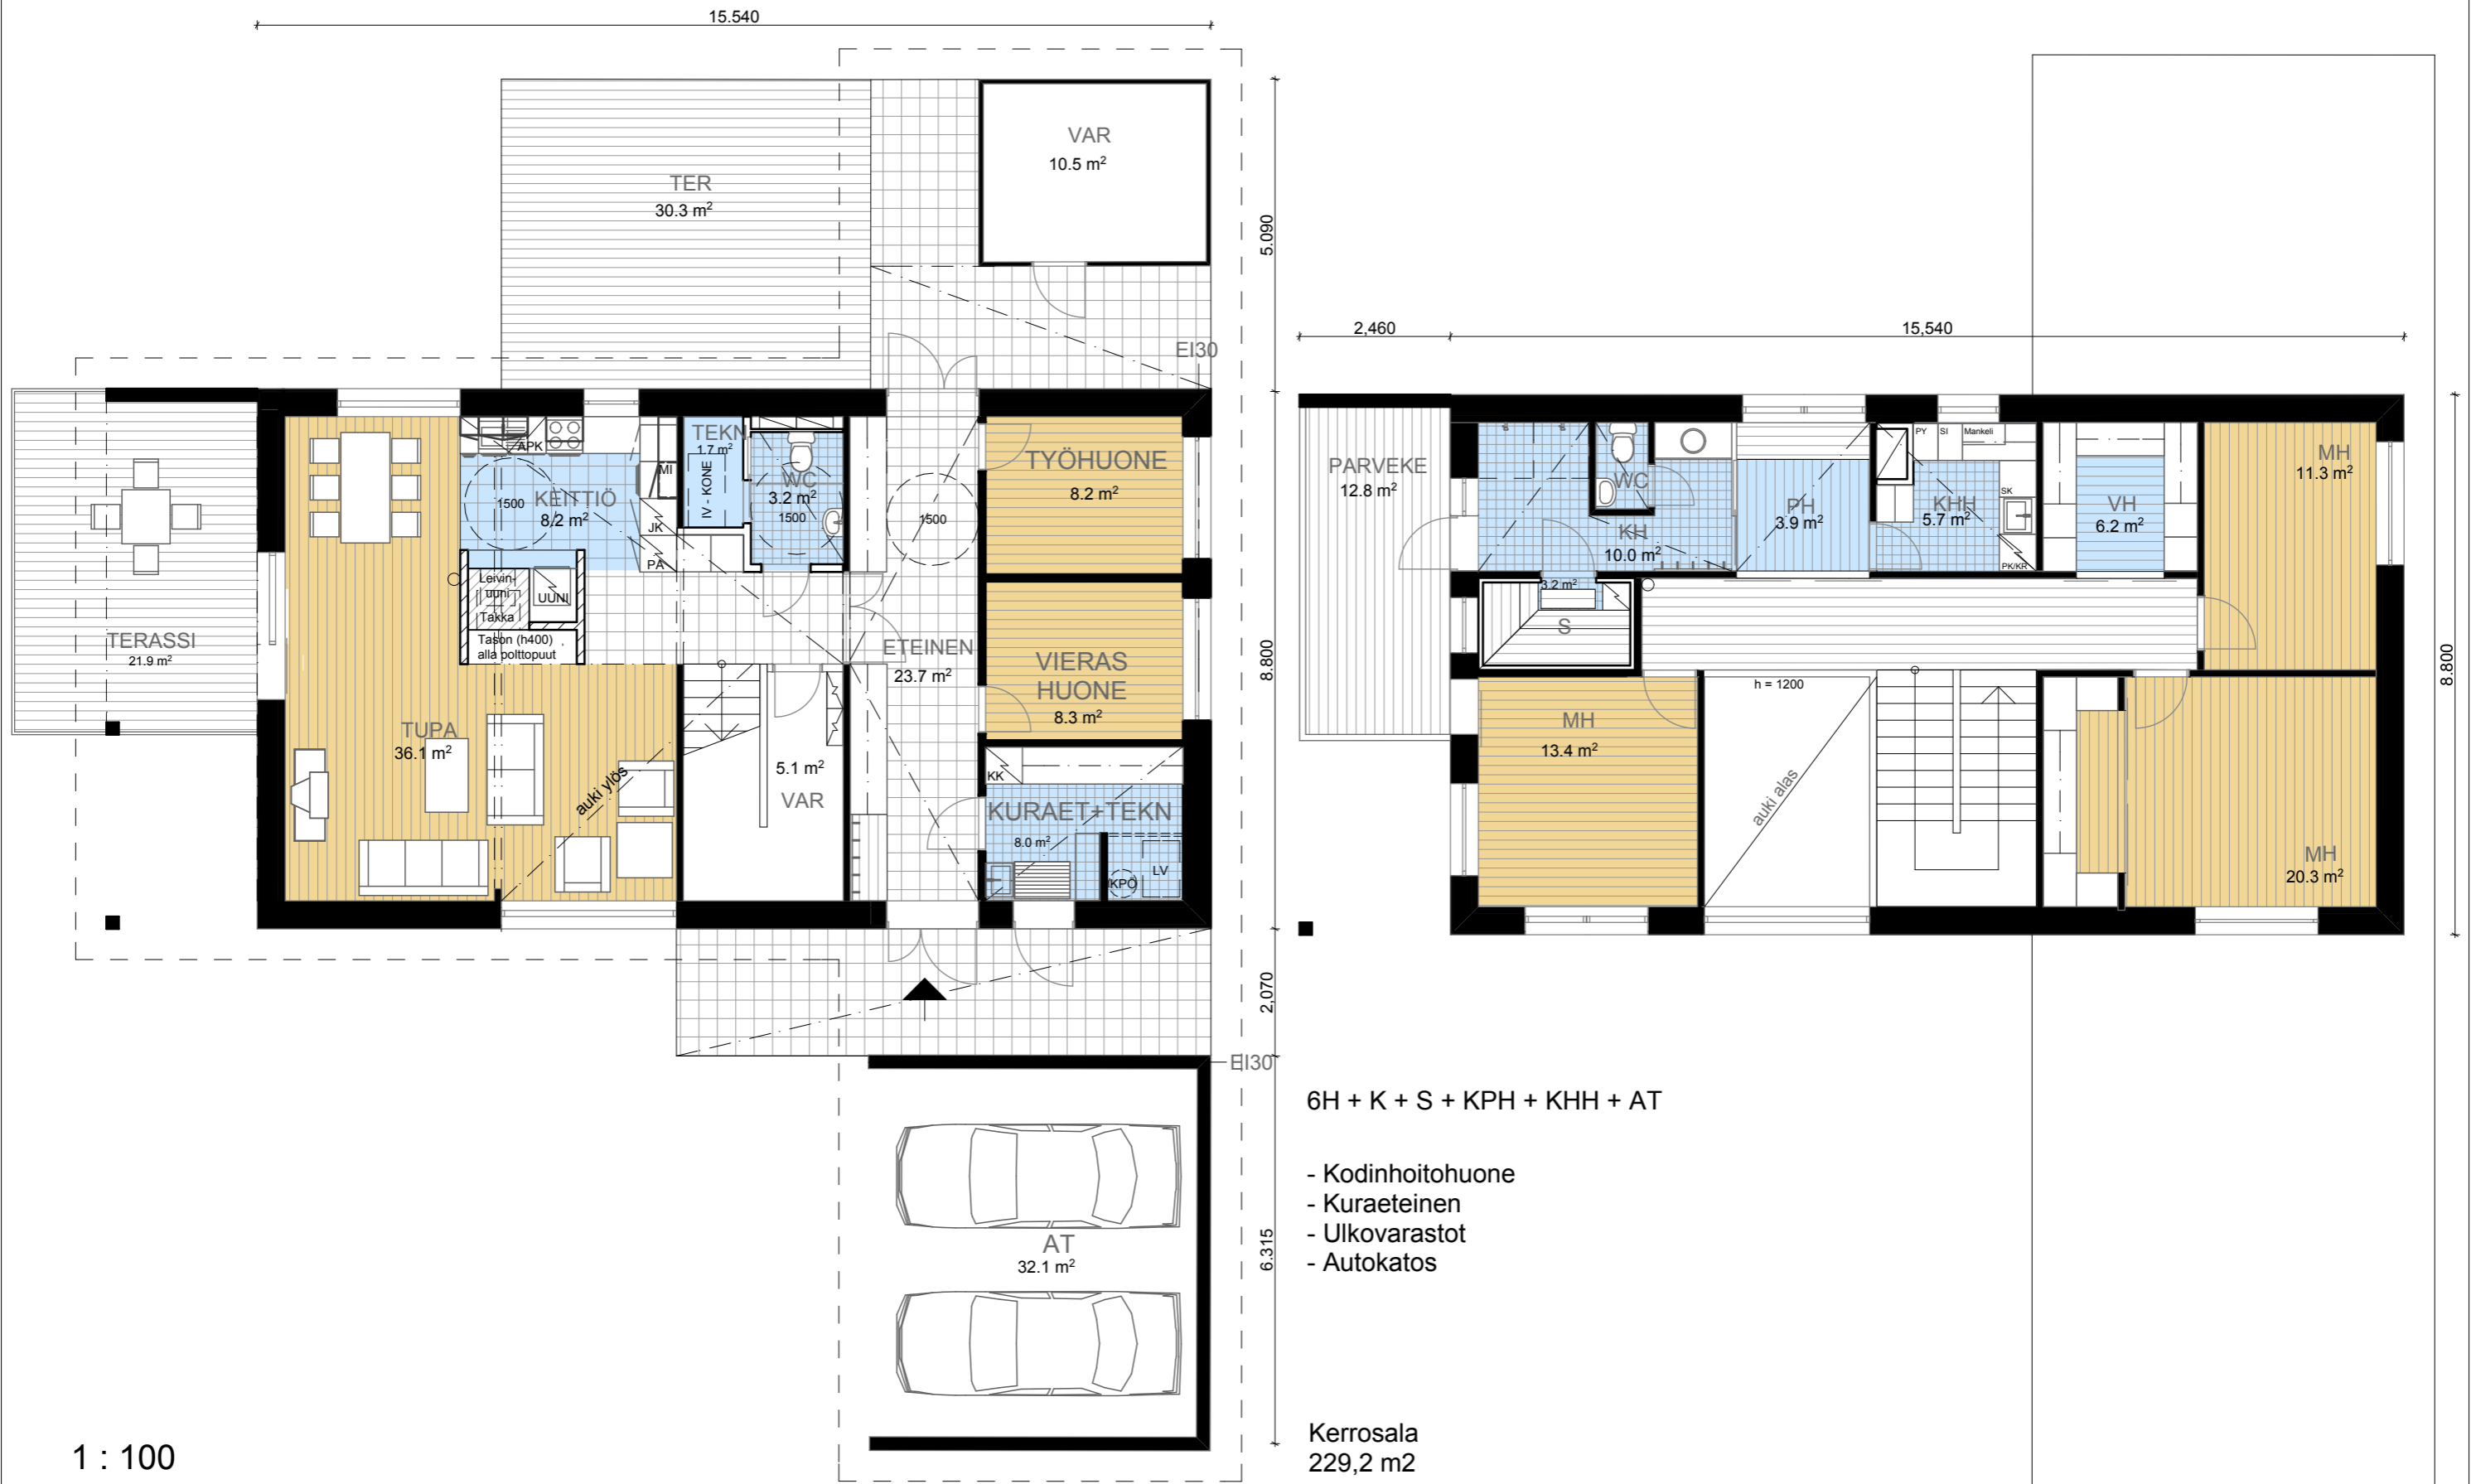 15.540
VAR
10.5 m²
TER
30.3 m²
5.090
EI30
TERASSI
21.9 m²
APK
1500
KEITTIÖ
8.2 m²
MI
JK
PA
TEKN
1.7 m²
IV - KONE
WC
3.2 m²
1500
1500
TYÖHUONE
8.2 m²
Leivin-
uuni
Takka
UUNI
Tason (h400)
alla polttopuut
ETEINEN
23.7 m²
VIERAS
HUONE
8.3 m²
8.800
TUPA
36.1 m²
auki ylös
5.1 m²
VAR
KK
KURAET+TEKN
8.0 m²
KPÖ
LV
2,070
EI30
AT
32.1 m²
6.315
1 : 100
2,460
15,540
PARVEKE
12.8 m²
WC
KH
10.0 m²
PH
3.9 m²
PY
SI
Mankeli
SK
KHH
5.7 m²
PK/KR
VH
6.2 m²
MH
11.3 m²
3.2 m²
S
h = 1200
MH
13.4 m²
auki alas
MH
20.3 m²
8.800
6H + K + S + KPH + KHH + AT
- Kodinhoitohuone
- Kuraeteinen
- Ulkovarastot
- Autokatos
Kerrosala
229,2 m2